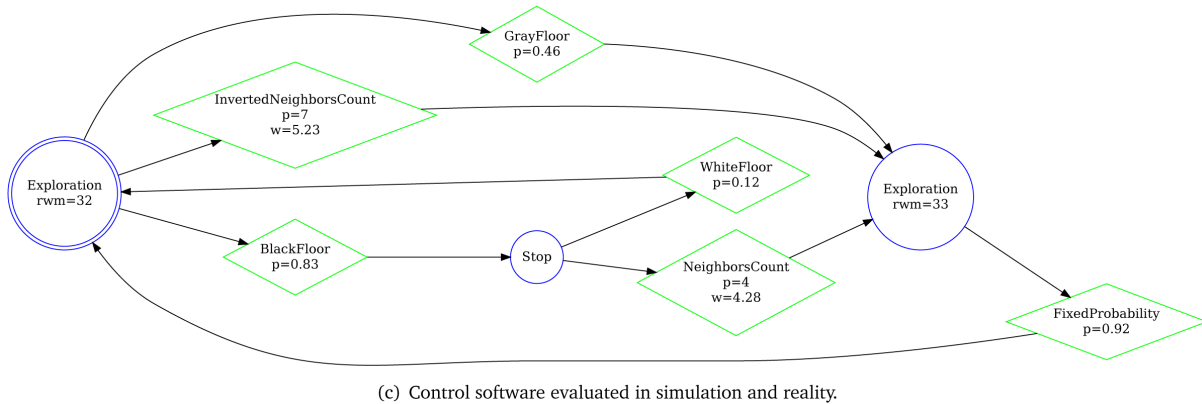 GrayFloor
p=0.46
InvertedNeighborsCount
p=7
w=5.23
WhiteFloor
p=0.12
Exploration
rwm=32
Exploration
rwm=33
BlackFloor
p=0.83
Stop
NeighborsCount
p=4
w=4.28
FixedProbability
p=0.92
(c) Control software evaluated in simulation and reality.